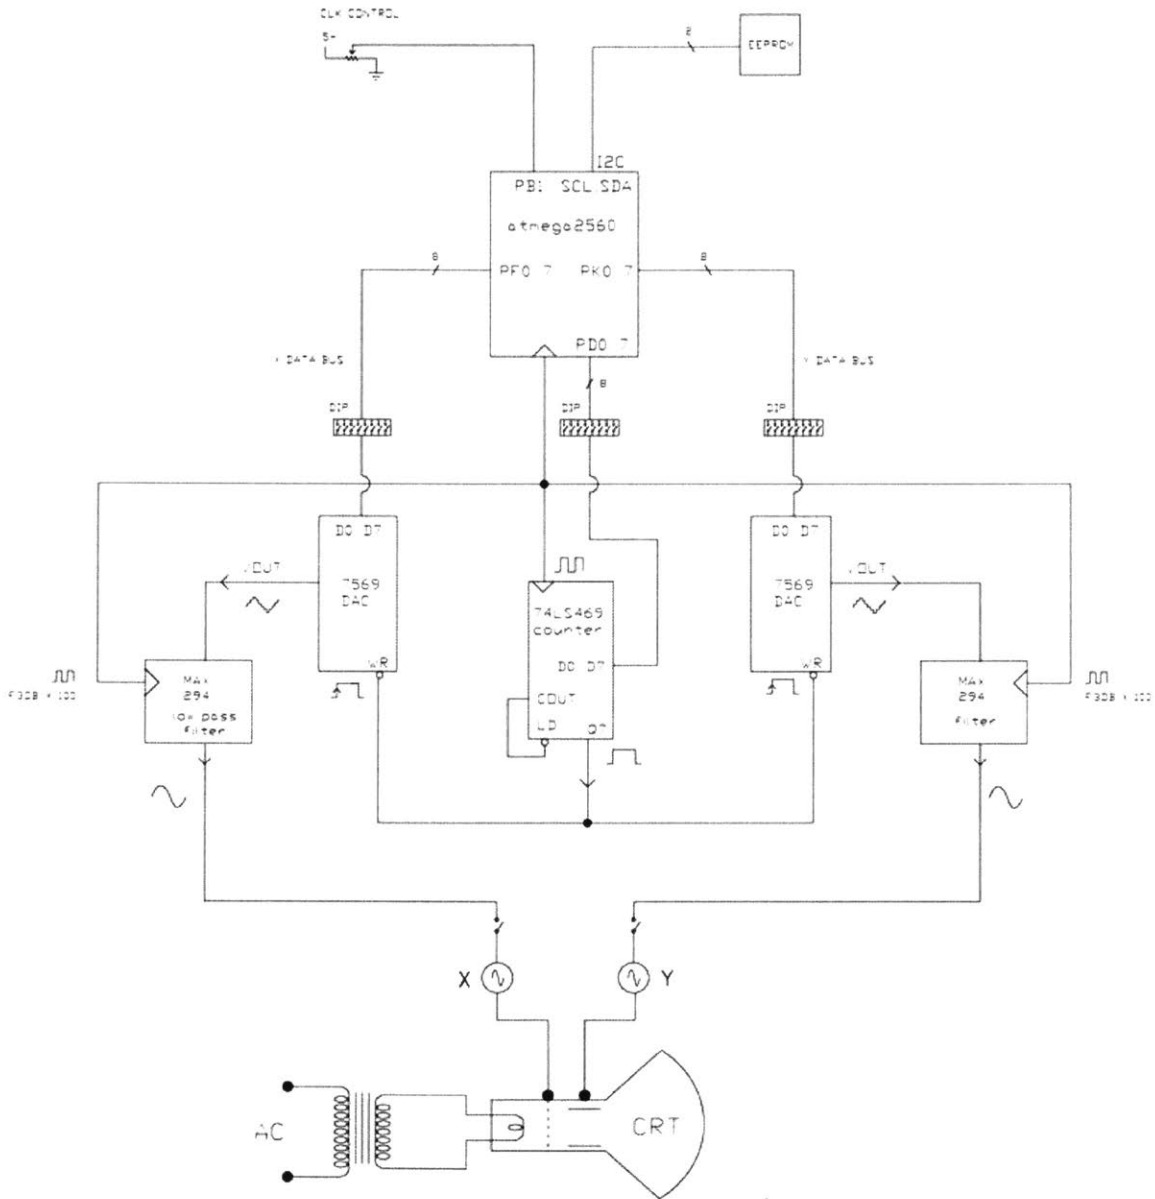 CLK CONTROL
5+
2
EEPROM
I2C
PB1 SCL SDA
atmega2560
8
8
PF0 7 PK0 7
PD0 7
DATA BUS
8
Y DATA BUS
DIP
DIP
DIP
D0 D7
D0 D7
VOUT
7569
DAC
74LS469
counter
7569
DAC
VOUT
D0 D7
WR
WR
MAX
294
low pass
filter
F3DB X 100
COUT
LD Q7
MAX
294
filter
F3DB X 100
X
Y
AC
CRT